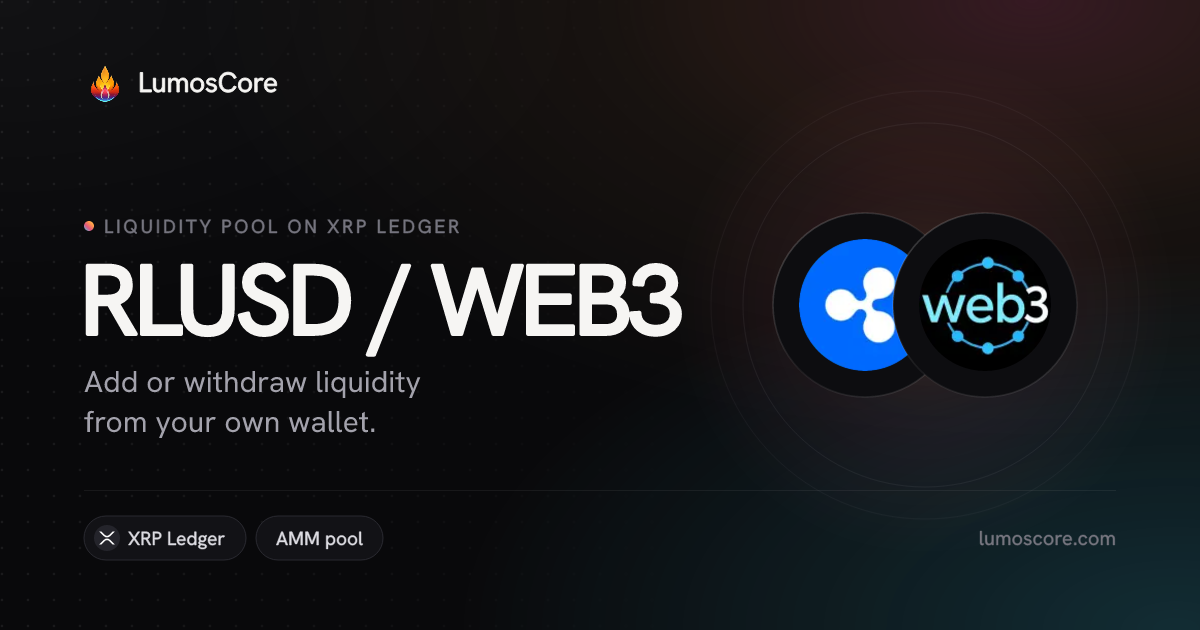 LumosCore
LIQUIDITY POOL ON XRP LEDGER
RLUSD / WEB3
Add or withdraw liquidity
from your own wallet.
web3
XRP Ledger
AMM pool
lumoscore.com